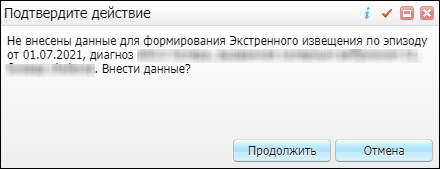 Подтвердите действие
Не внесены данные для формирования Экстренного извещения по эпизоду
от 01.07.2021, диагноз
. Внести данные?
Продолжить
Отмена